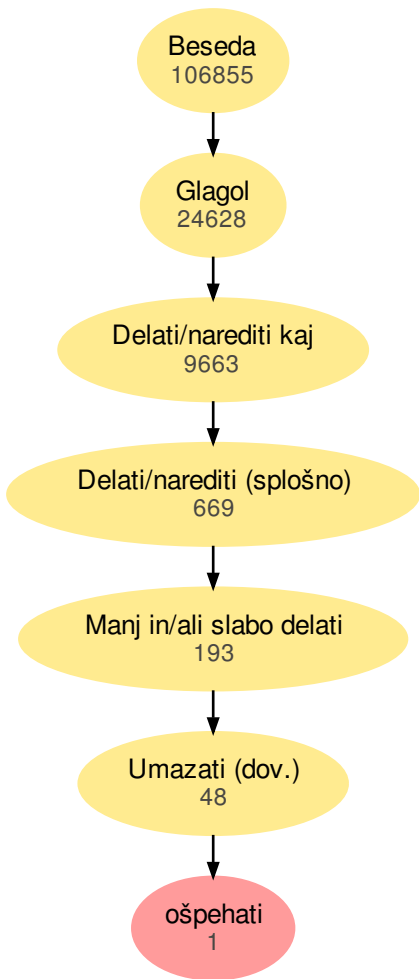 Beseda
106855
Glagol
24628
Delati/narediti kaj
9663
Delati/narediti (splošno)
669
Manj in/ali slabo delati
193
Umazati (dov.)
48
ošpehati
1